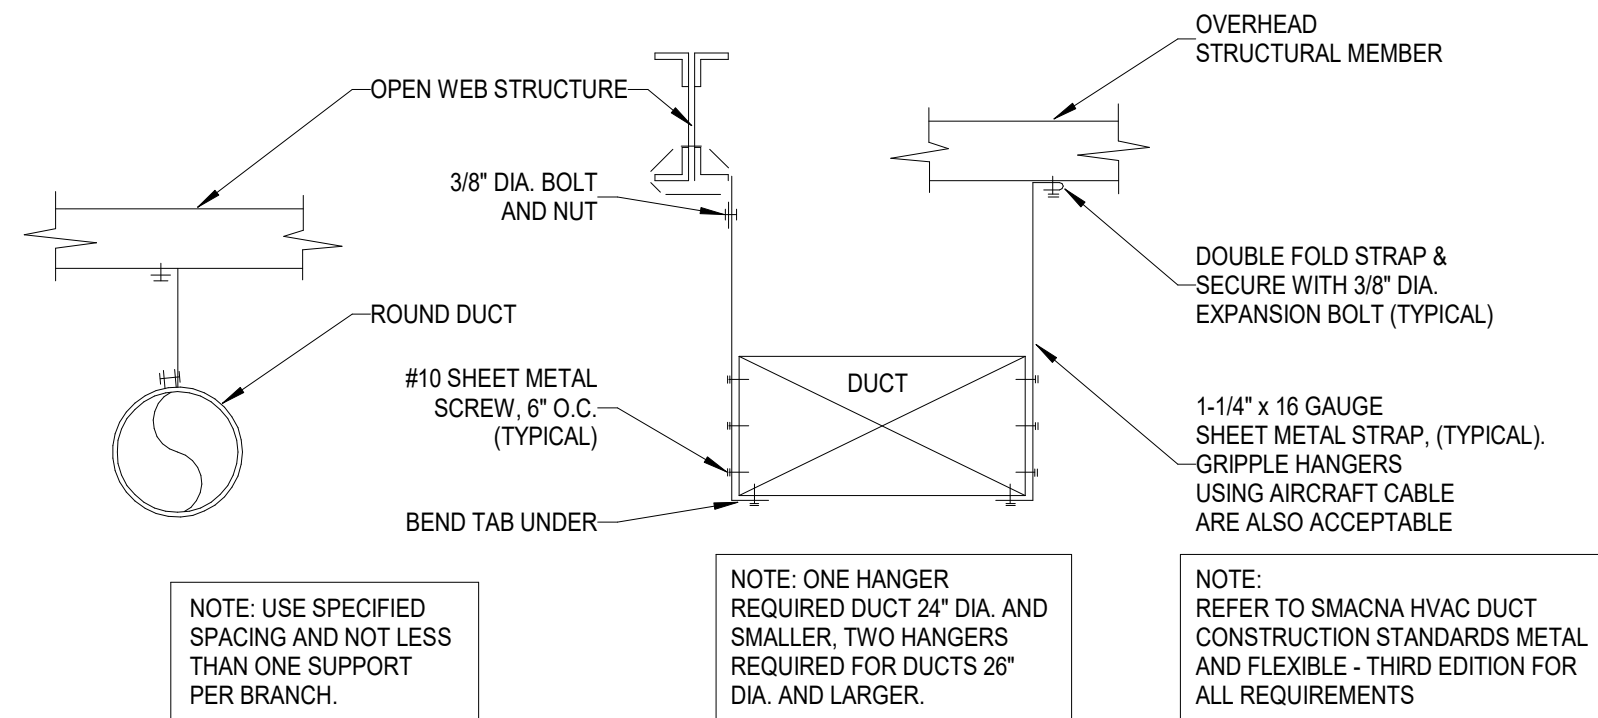 OVERHEAD
STRUCTURAL MEMBER
OPEN WEB STRUCTURE
3/8" DIA. BOLT
AND NUT
DOUBLE FOLD STRAP &
SECURE WITH 3/8" DIA.
EXPANSION BOLT (TYPICAL)
ROUND DUCT
#10 SHEET METAL
SCREW, 6" O.C.
(TYPICAL)
DUCT
1-1/4" x 16 GAUGE
SHEET METAL STRAP, (TYPICAL).
GRIPPLE HANGERS
USING AIRCRAFT CABLE
ARE ALSO ACCEPTABLE
BEND TAB UNDER
NOTE: USE SPECIFIED
SPACING AND NOT LESS
THAN ONE SUPPORT
PER BRANCH.
NOTE: ONE HANGER
REQUIRED DUCT 24" DIA. AND
SMALLER, TWO HANGERS
REQUIRED FOR DUCTS 26"
DIA. AND LARGER.
NOTE:
REFER TO SMACNA HVAC DUCT
CONSTRUCTION STANDARDS METAL
AND FLEXIBLE - THIRD EDITION FOR
ALL REQUIREMENTS